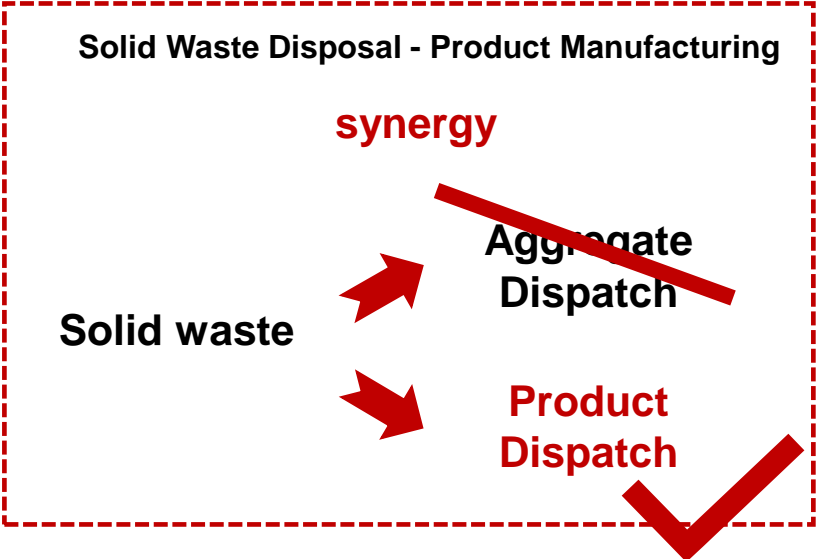 Solid Waste Disposal - Product Manufacturing
synergy
Aggregate
Dispatch
Solid waste
Product
Dispatch